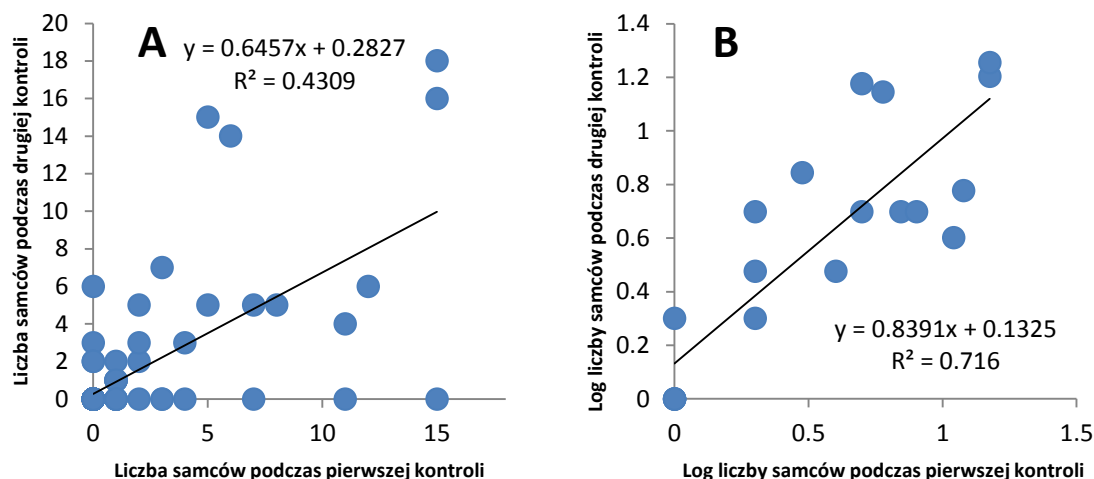 A
y = 0.6457x + 0.2827
R² = 0.4309
Liczba samców podczas drugiej kontroli
20
18
16
14
12
10
8
6
4
2
0
0
5
10
15
Liczba samców podczas pierwszej kontroli
B
Log liczby samców podczas drugiej kontroli
1.4
1.2
1
0.8
0.6
0.4
0.2
0
y = 0.8391x + 0.1325
R² = 0.716
0
0.5
1
1.5
Log liczby samców podczas pierwszej kontroli